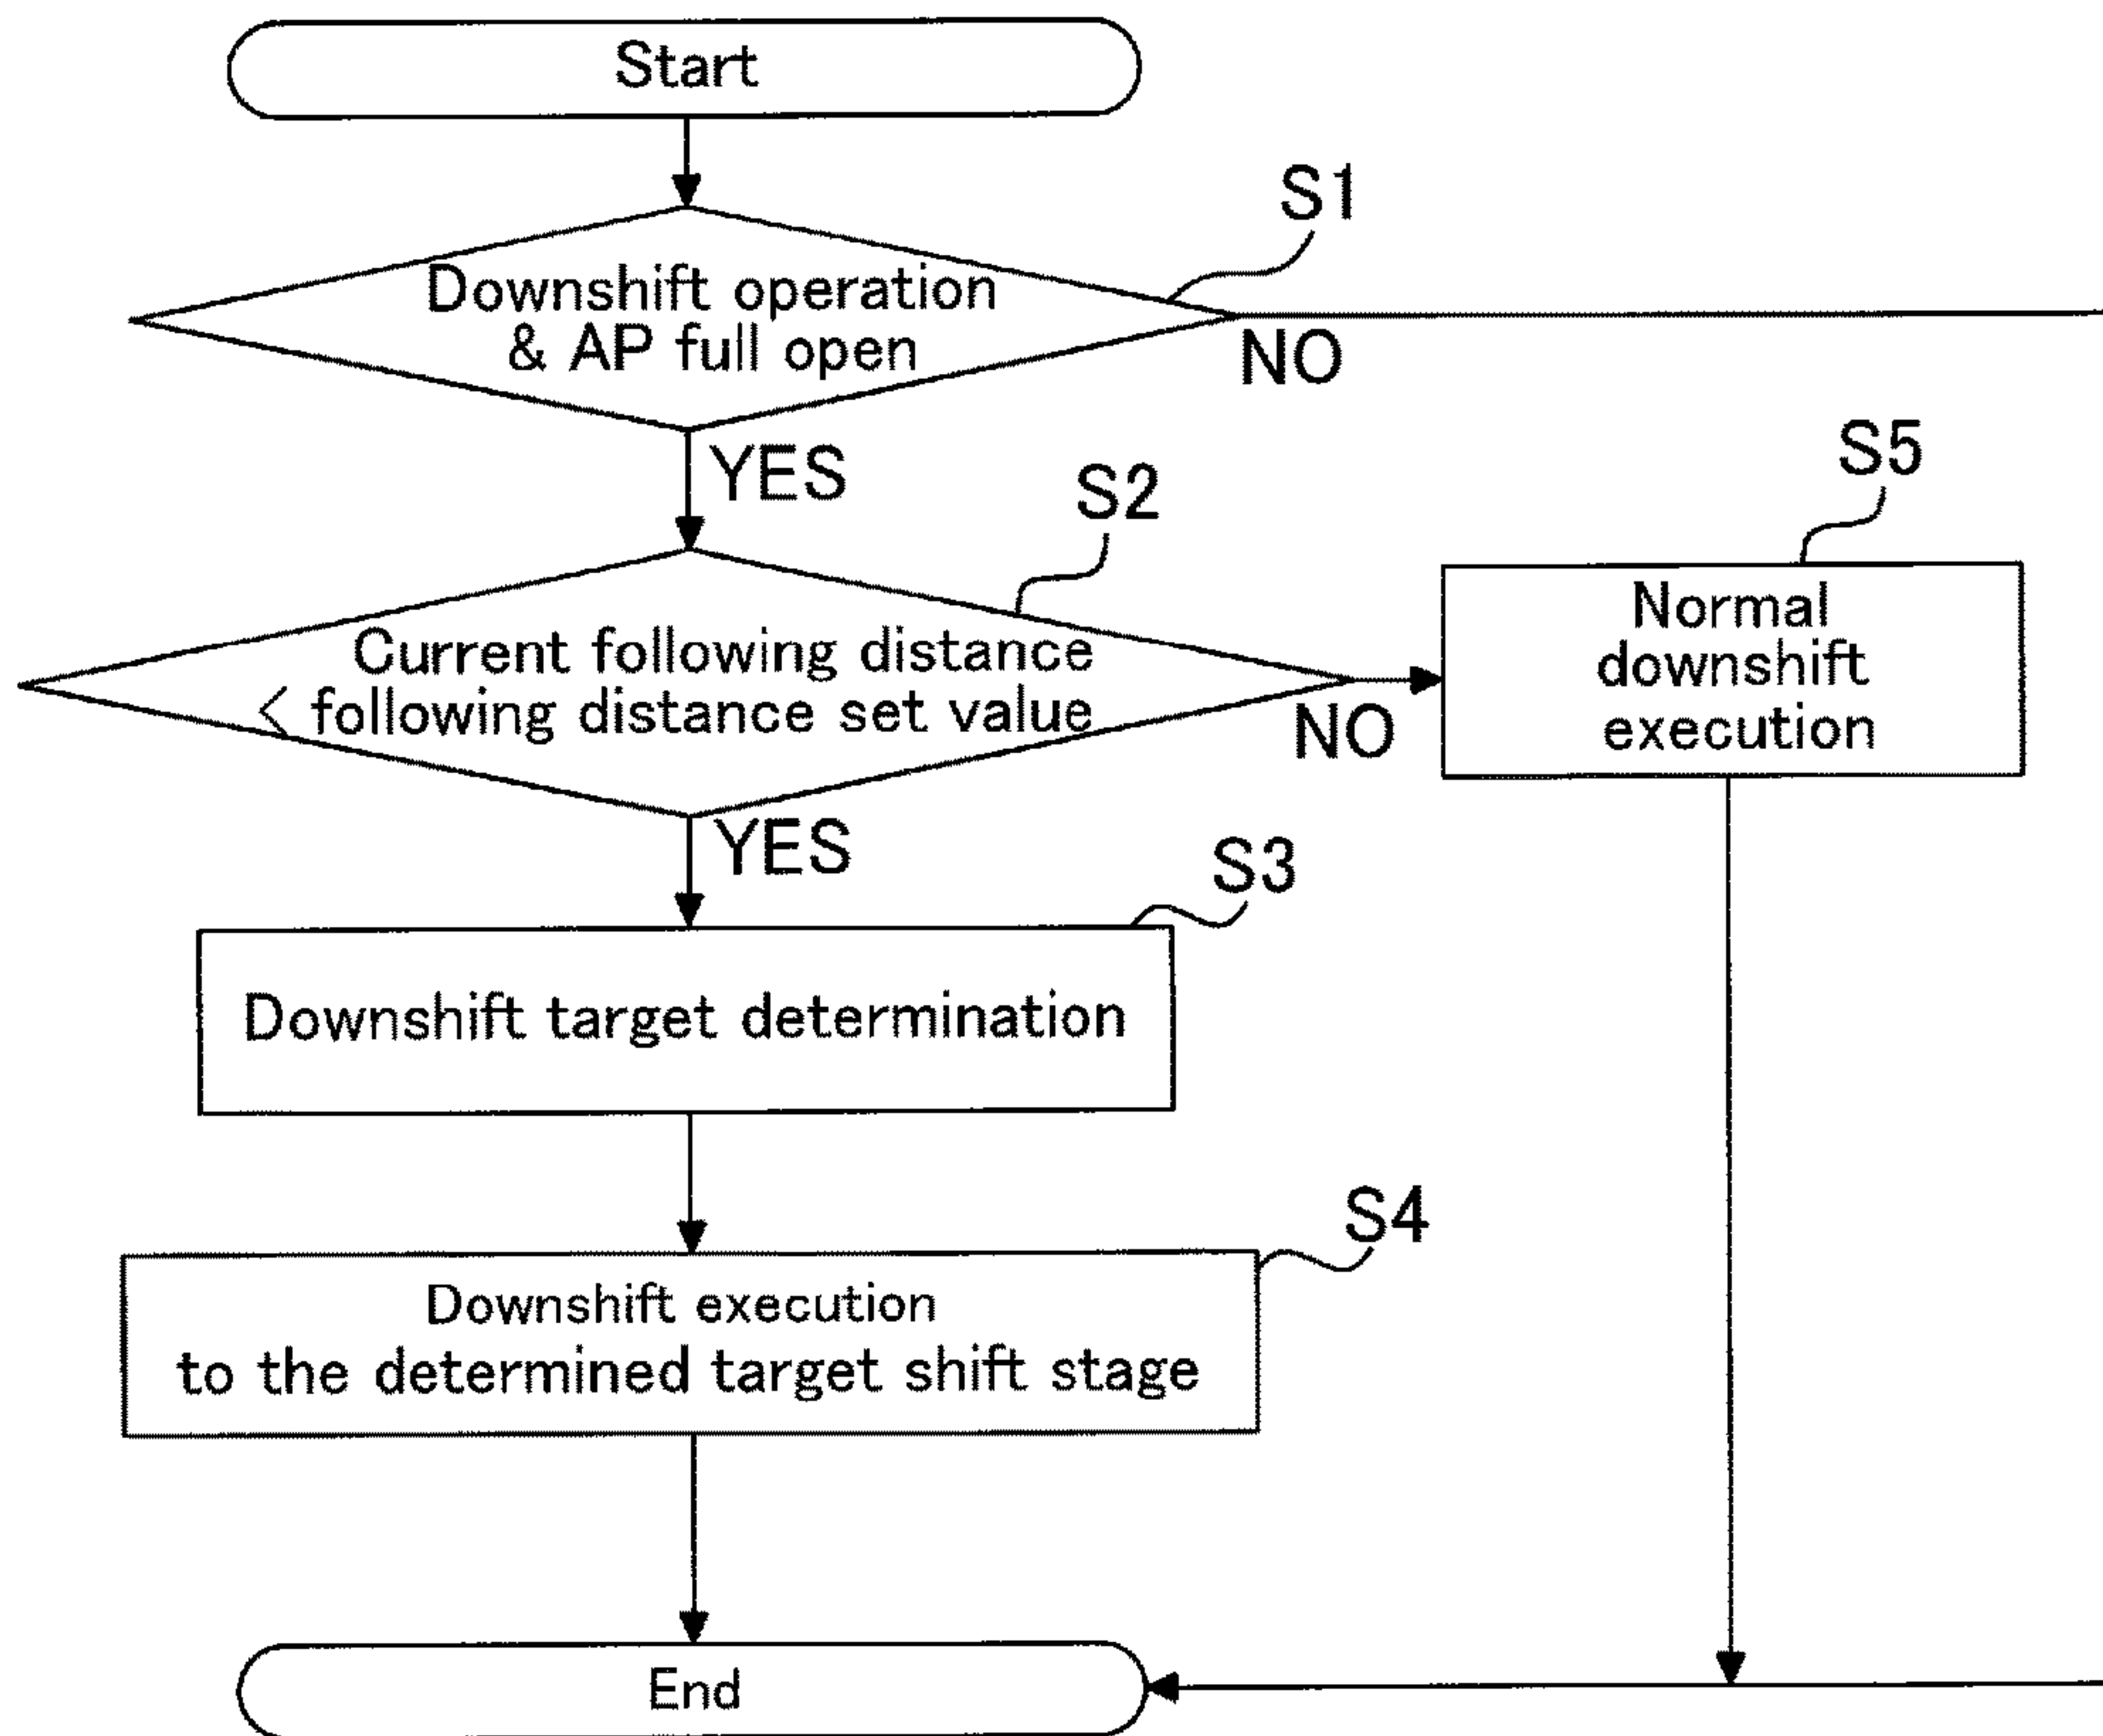 Start
S1
Downshift operation
& AP full open
NO
YES
S2
S5
Current following distance
< following distance set value
NO
Normal
downshift
execution
YES
S3
Downshift target determination
S4
Downshift execution
to the determined target shift stage
End